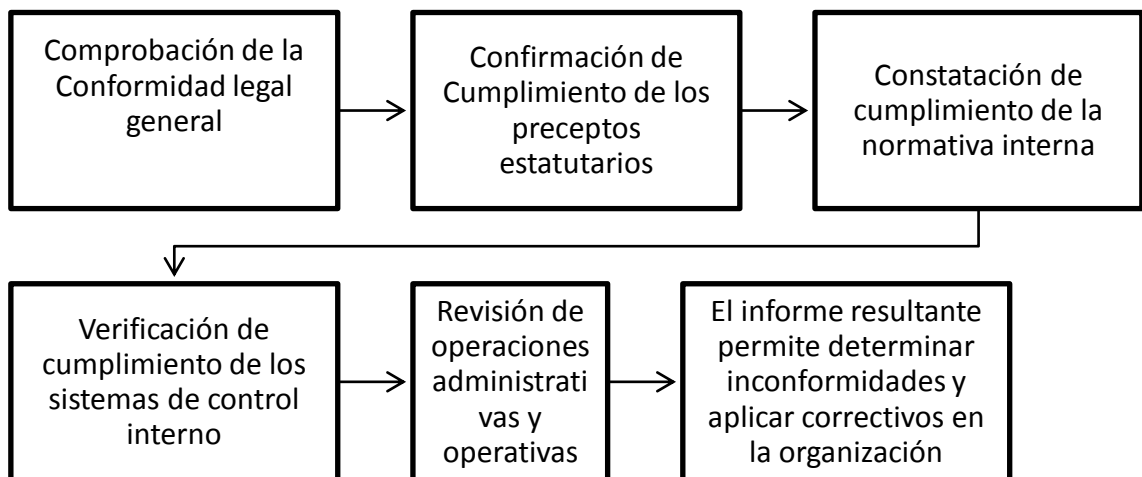 Comprobación de la
Conformidad legal
general
Confirmación de
Cumplimiento de los
preceptos
estatutarios
Constatación de
cumplimiento de la
normativa interna
Verificación de
cumplimiento de los
sistemas de control
interno
Revisión de
operaciones
administrati
vas y
operativas
El informe resultante
permite determinar
inconformidades y
aplicar correctivos en
la organización